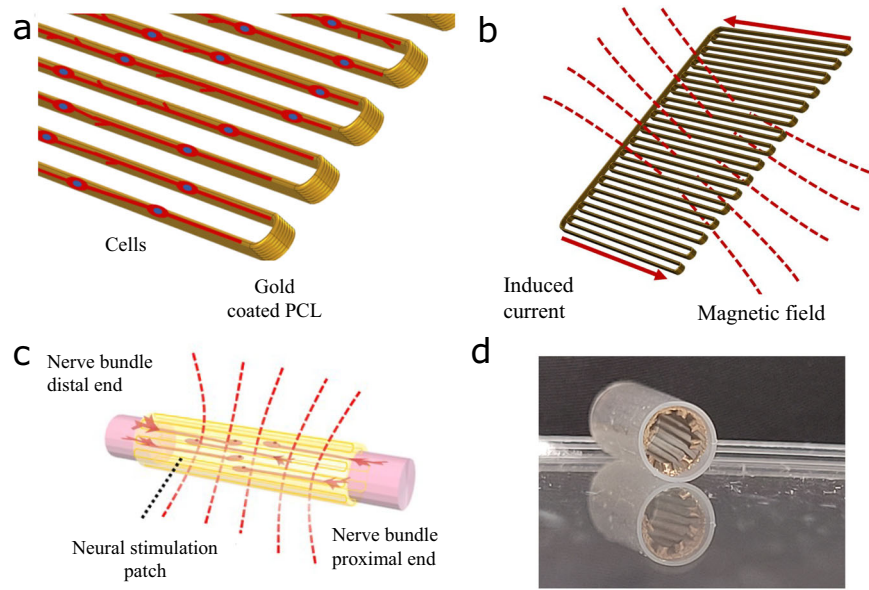 a
Cells
Gold
coated PCL
b
Induced
current
Magnetic field
c
Nerve bundle
distal end
Neural stimulation
patch
Nerve bundle
proximal end
d